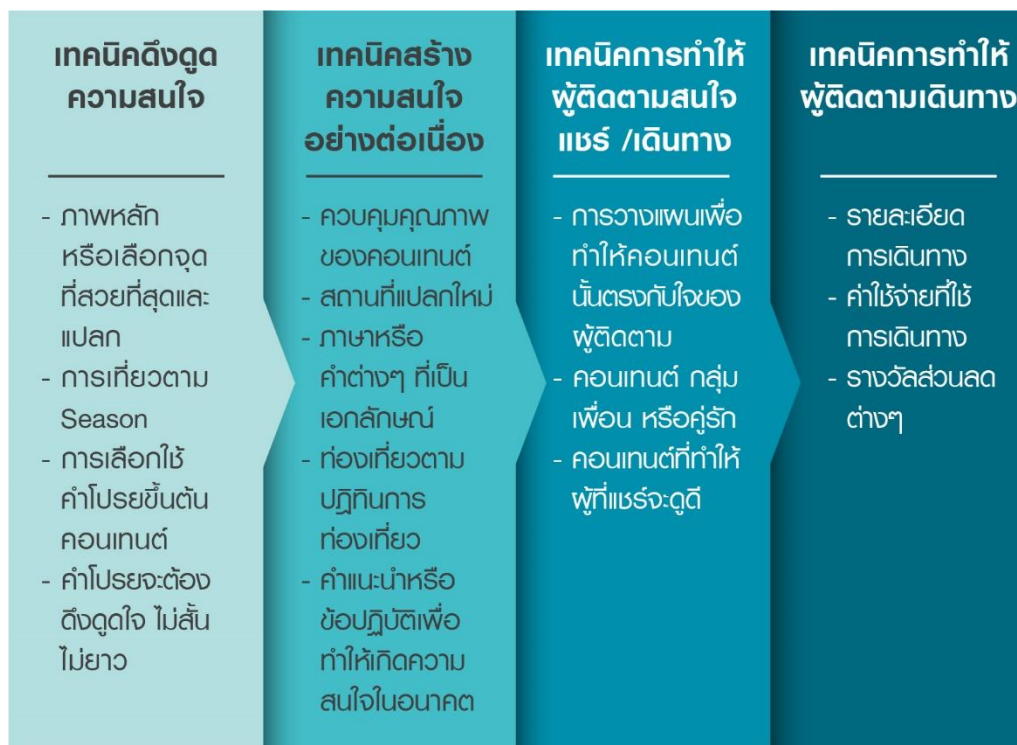 เทคนิคดึงดูด
ความสนใจ
- ภาพหลัก
หรือเลือกจุด
ที่สวยที่สุดและ
แปลก
- การเที่ยวตาม
Season
- การเลือกใช้
คำโปรยขึ้นต้น
คอนเทนต์
- คำโปรยจะต้อง
ดึงดูดใจ ไม่สั้น
ไม่ยาว
เทคนิคสร้าง
ความสนใจ
อย่างต่อเนื่อง
- ควบคุมคุณภาพ
ของคอนเทนต์
- สถานที่แปลกใหม่
- ภาษาหรือ
คำต่างๆ ที่เป็น
เอกลักษณ์
- ท่องเที่ยวตาม
ปฏิทินการ
ท่องเที่ยว
- คำแนะนำหรือ
ข้อปฏิบัติเพื่อ
ทำให้เกิดความ
สนใจในอนาคต
เทคนิคการทำให้
ผู้ติดตามสนใจ
แชร์ /เดินทาง
- การวางแผนเพื่อ
ทำให้คอนเทนต์
นั้นตรงกับใจของ
ผู้ติดตาม
- คอนเทนต์ กลุ่ม
เพื่อน หรือคู่รัก
- คอนเทนต์ที่ทำให้
ผู้ที่แชร์จะดูดี
เทคนิคการทำให้
ผู้ติดตามเดินทาง
- รายละเอียด
การเดินทาง
- ค่าใช้จ่ายที่ใช้
การเดินทาง
- รางวัลส่วนลด
ต่างๆ